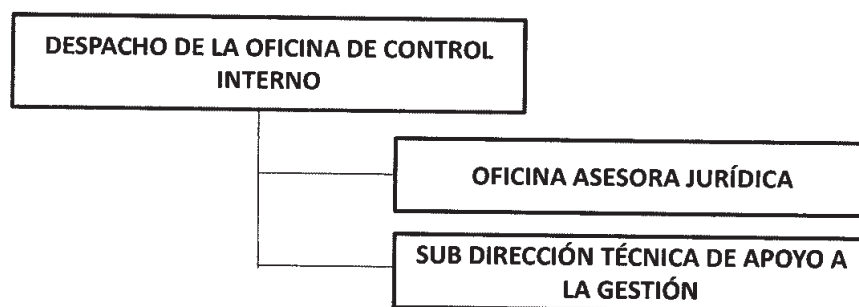 DESPACHO DE LA OFICINA DE CONTROL
INTERNO
OFICINA ASESORA JURÍDICA
SUB DIRECCIÓN TÉCNICA DE APOYO A
LA GESTIÓN